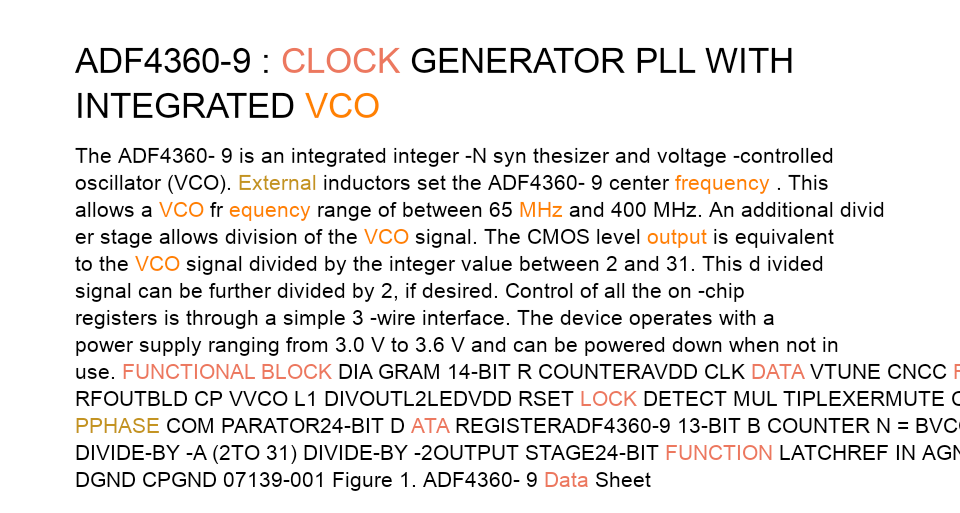 ADF4360-9 : CLOCK GENERATOR PLL WITH
INTEGRATED VCO
The ADF4360- 9 is an integrated integer -N syn thesizer and voltage -controlled
oscillator (VCO). External inductors set the ADF4360- 9 center frequency . This
allows a VCO fr equency range of between 65 MHz and 400 MHz. An additional divid
er stage allows division of the VCO signal. The CMOS level output is equivalent
to the VCO signal divided by the integer value between 2 and 31. This d ivided
signal can be further divided by 2, if desired. Control of all the on -chip
registers is through a simple 3 -wire interface. The device operates with a
power supply ranging from 3.0 V to 3.6 V and can be powered down when not in
use. FUNCTIONAL BLOCK DIA GRAM 14-BIT R COUNTERAVDD CLK DATA VTUNE CNCC
RFOUTBLD CP VVCO L1 DIVOUTL2LEDVDD RSET LOCK DETECT MUL TIPLEXERMUTE
PPHASE COM PARATOR24-BIT D ATA REGISTERADF4360-9 13-BIT B COUNTER N =
DIVIDE-BY -A (2TO 31) DIVIDE-BY -2OUTPUT STAGE24-BIT FUNCTION LATCHREF IN
DGND CPGND 07139-001 Figure 1. ADF4360- 9 Data Sheet